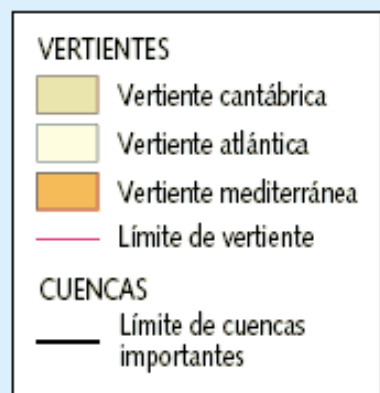 VERTIENTES
Vertiente cantábrica
Vertiente atlántica
Vertiente mediterránea
Límite de vertiente
CUENCAS
Límite de cuencas
importantes